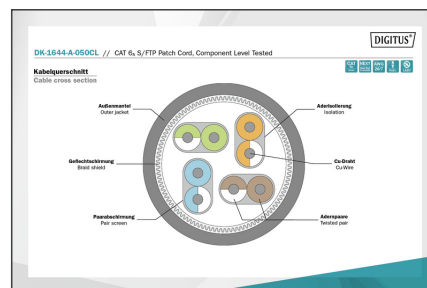 DIGITUS®
DK-1644-A-050CL // CAT 6A S/FTP Patch Cord, Component Level Tested
Kabelquerschnitt
Cable cross section
Außenmantel
Outer jacket
Aderisolierung
Isolation
Geflechtschirmung
Braid shield
Cu-Draht
Cu-Wire
Paarabschirmung
Pair screen
Adernpaare
Twisted pair